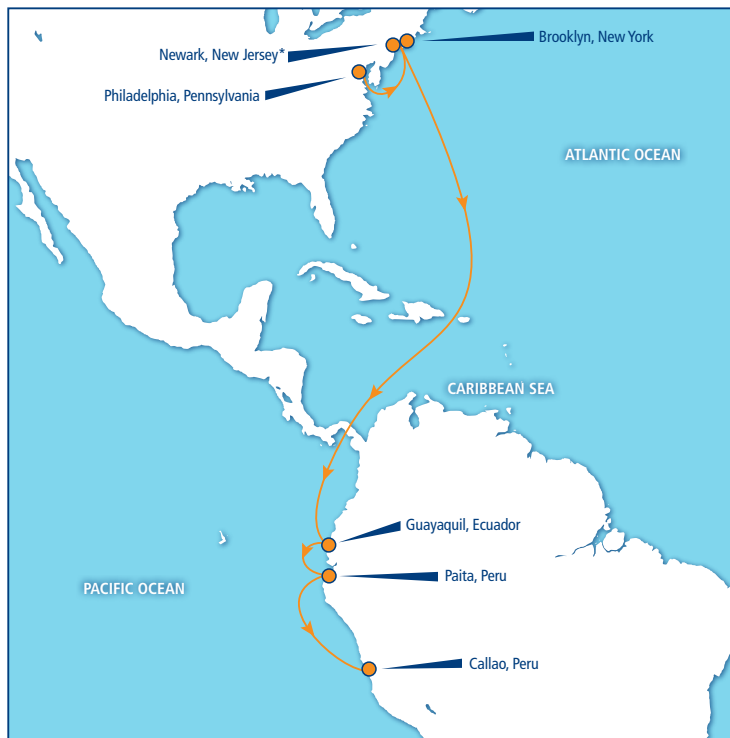 Brooklyn, New York
Newark, New Jersey*
Philadelphia, Pennsylvania
ATLANTIC OCEAN
CARIBBEAN SEA
Guayaquil, Ecuador
Paita, Peru
PACIFIC OCEAN
Callao, Peru